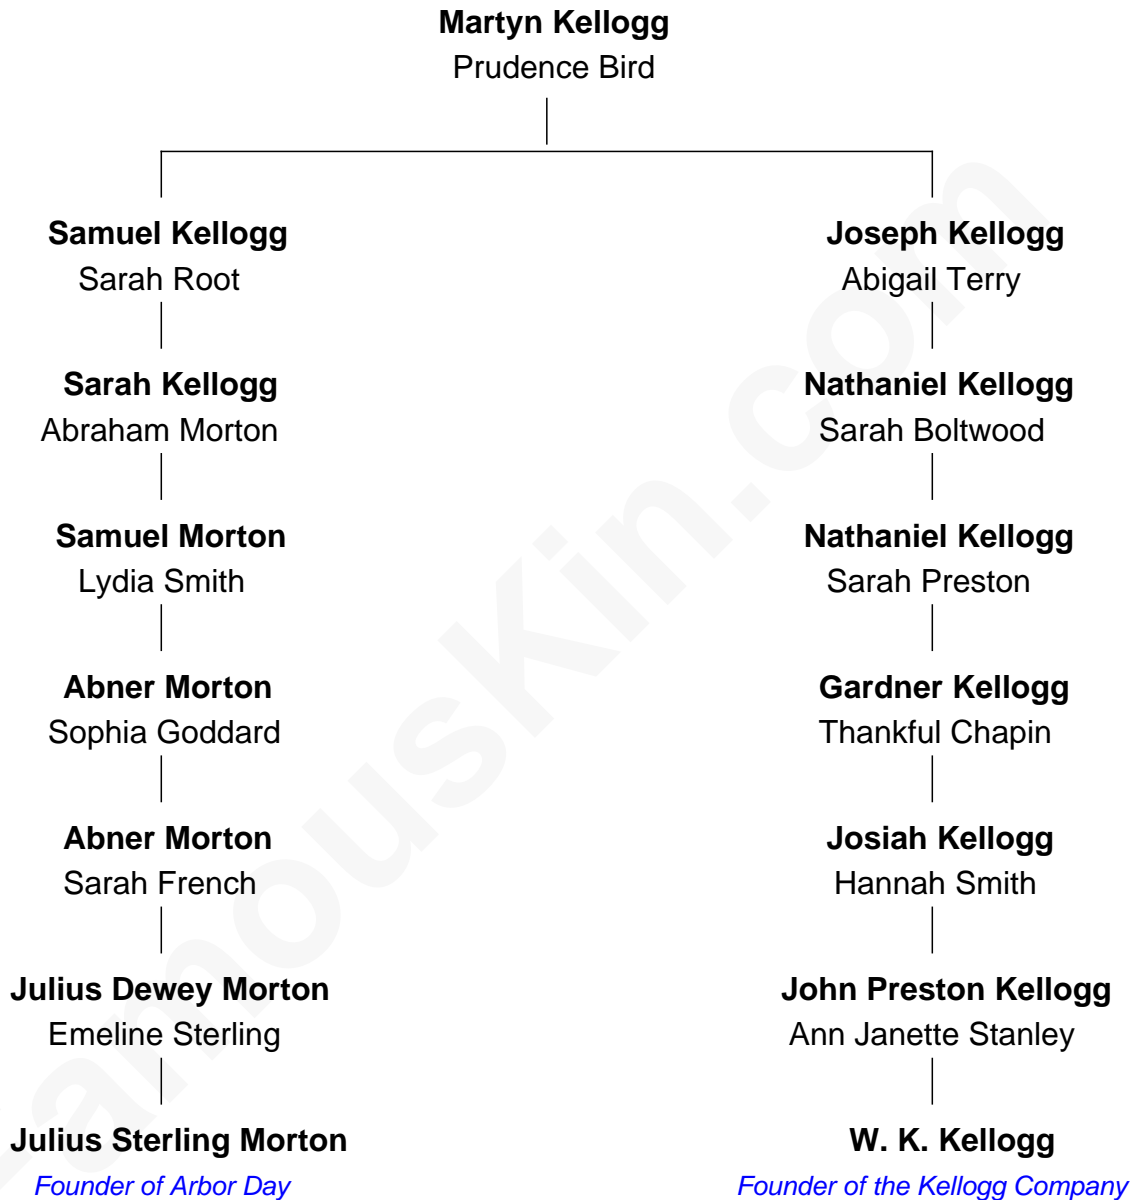 Martyn Kellogg
Prudence Bird
Samuel Kellogg
Sarah Root
Joseph Kellogg
Abigail Terry
Sarah Kellogg
Abraham Morton
Nathaniel Kellogg
Sarah Boltwood
Samuel Morton
Lydia Smith
Nathaniel Kellogg
Sarah Preston
Abner Morton
Sophia Goddard
Gardner Kellogg
Thankful Chapin
Abner Morton
Sarah French
Josiah Kellogg
Hannah Smith
Julius Dewey Morton
Emeline Sterling
John Preston Kellogg
Ann Janette Stanley
Julius Sterling Morton
Founder of Arbor Day
W. K. Kellogg
Founder of the Kellogg Company
FamousKin.com